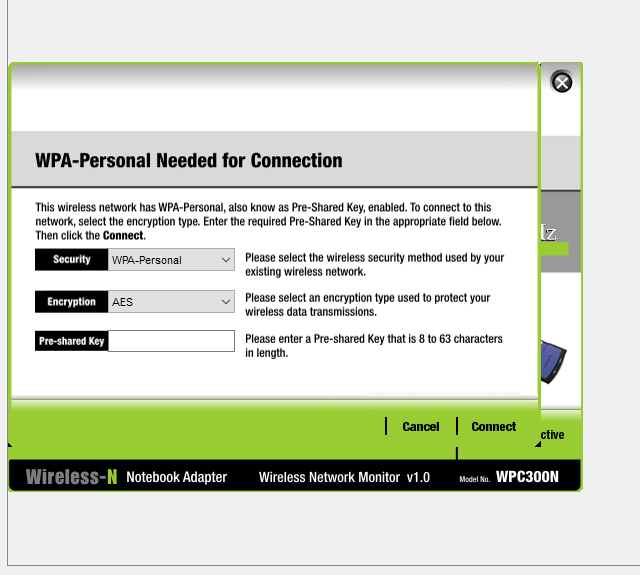 WPA-Personal Needed for Connection
This wireless network has WPA-Personal, also know as Pre-Shared Key, enabled. To connect to this
network, select the encryption type. Enter the required Pre-Shared Key in the appropriate field below.
Then click the Connect.
Security WPA-Personal
Please select the wireless security method used by your
existing wireless network.
Encryption AES
Please select an encryption type used to protect your
wireless data transmissions.
Pre-shared Key
Please enter a Pre-shared Key that is 8 to 63 characters
in length.
Cancel Connect
Wireless-N Notebook Adapter Wireless Network Monitor v1.0 Model No. WPC300N